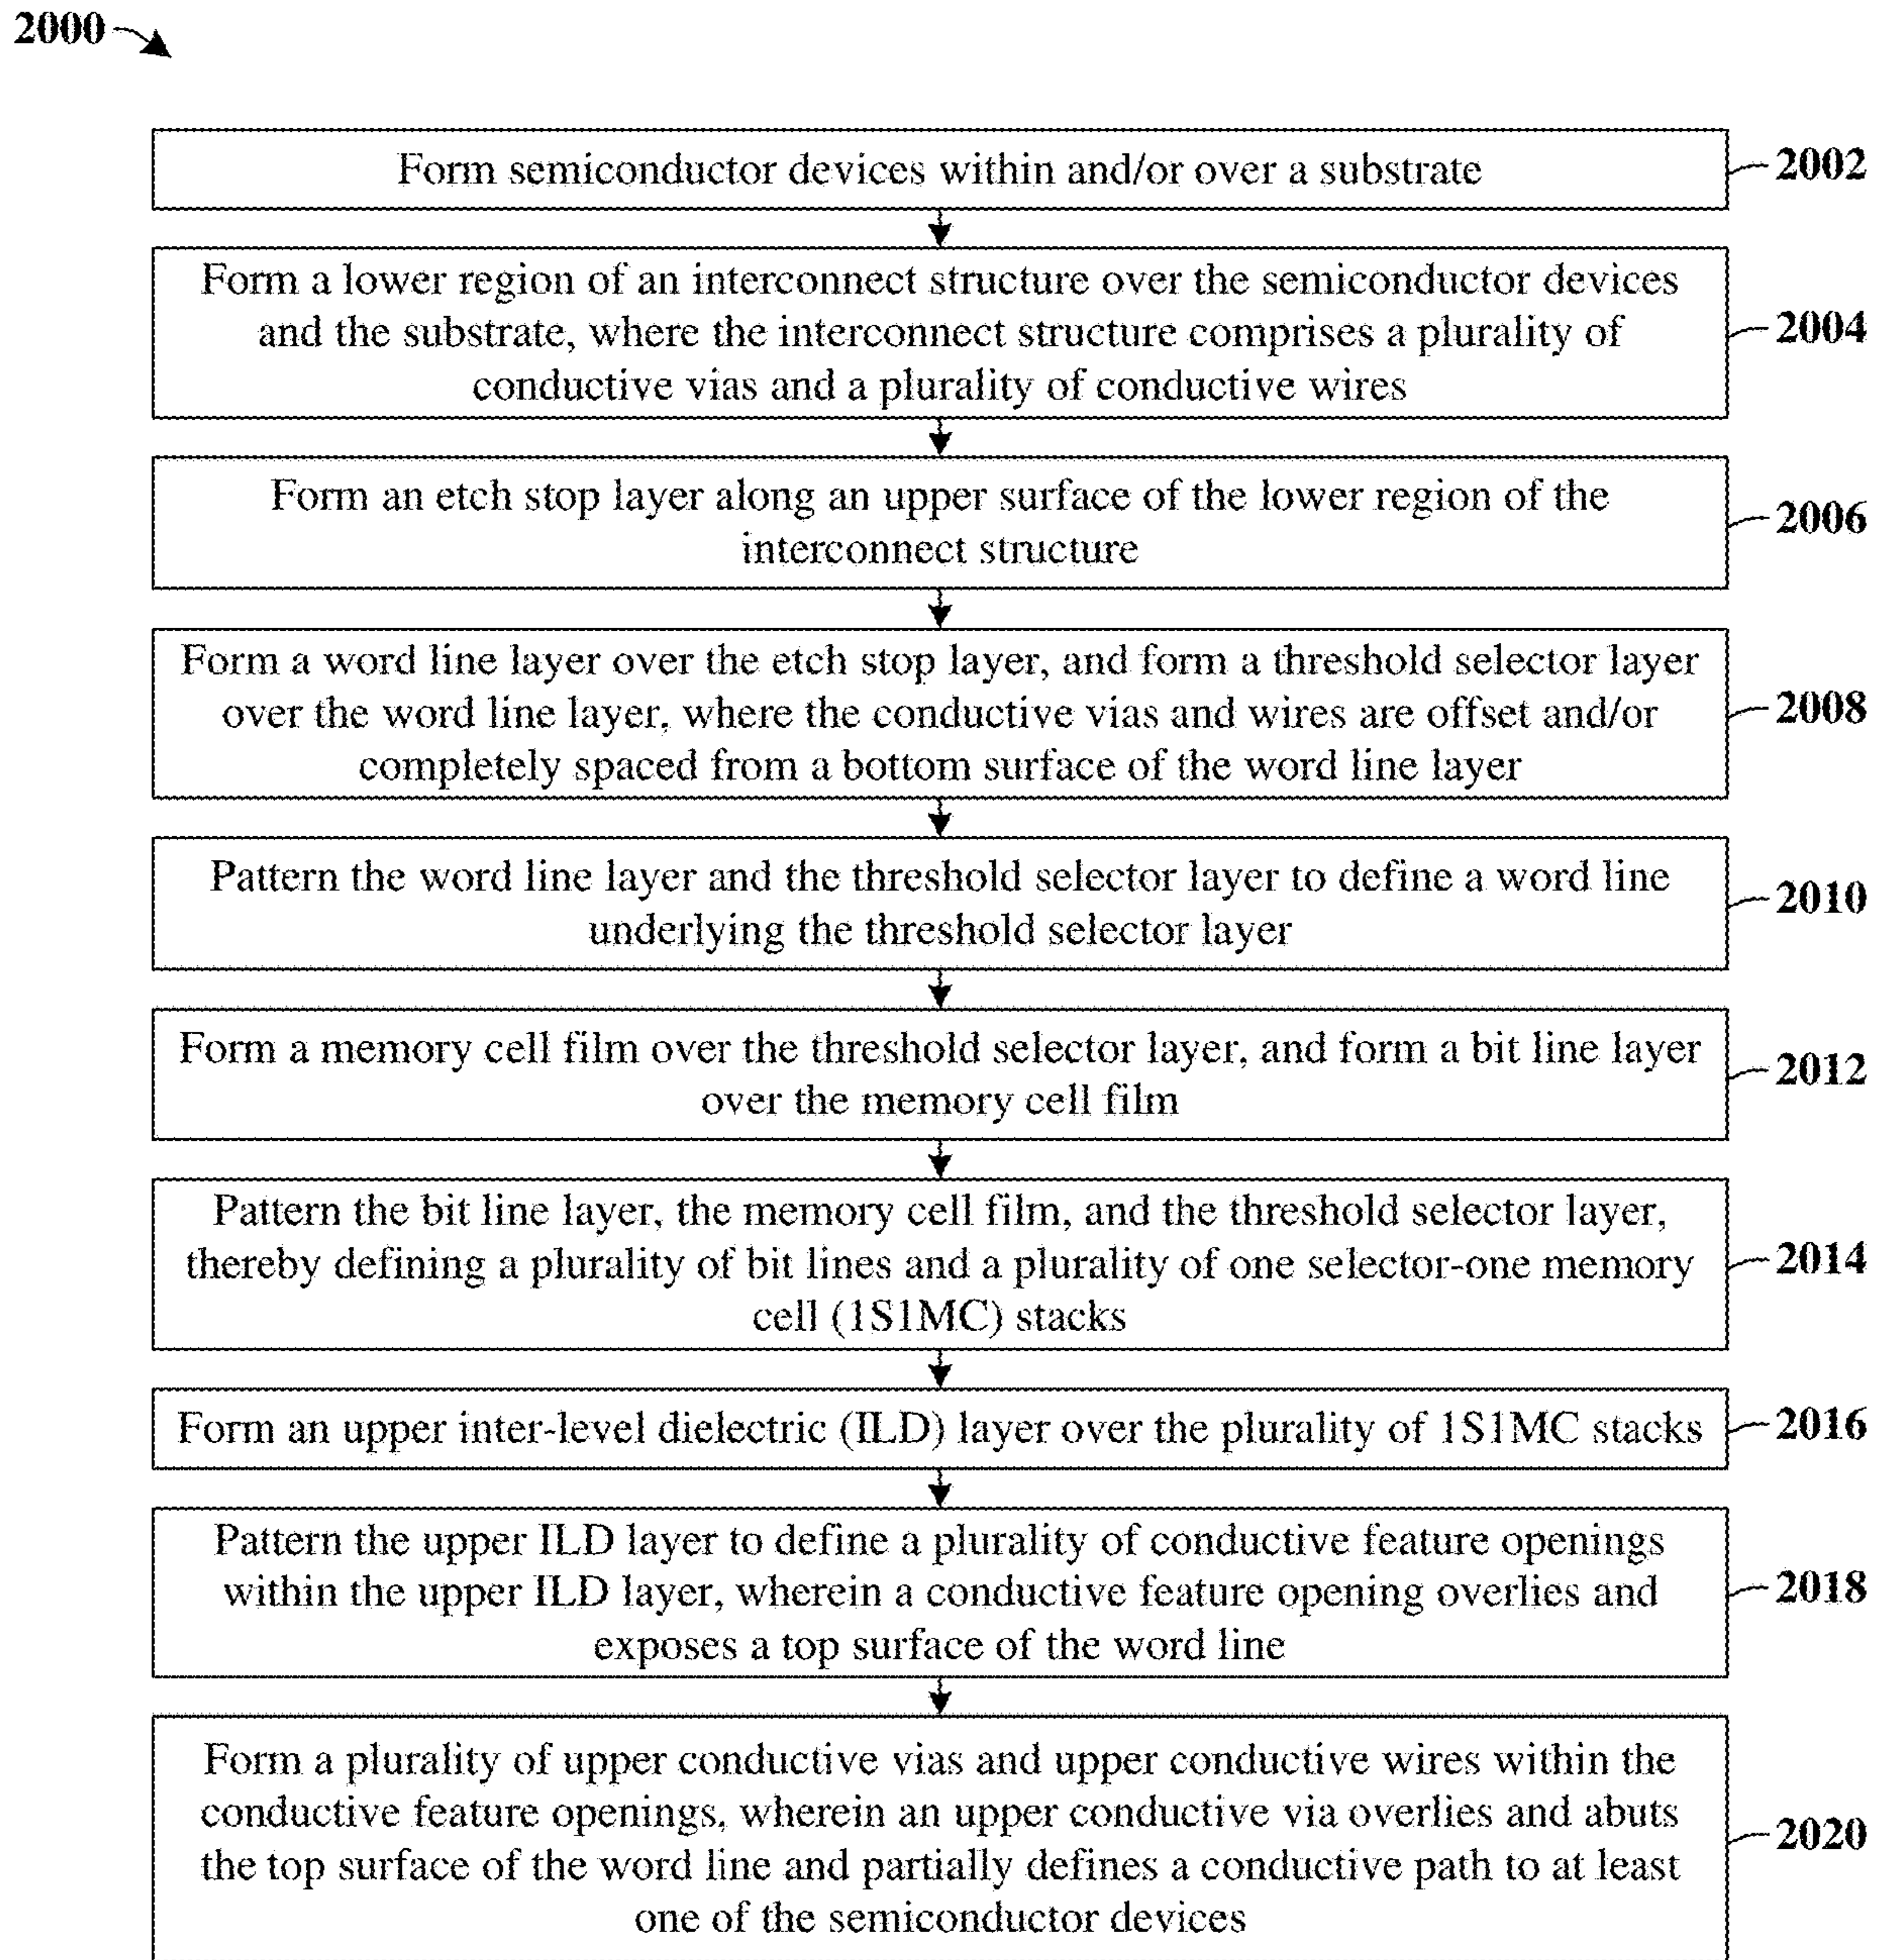 2000
Form semiconductor devices within and/or over a substrate
2002
Form a lower region of an interconnect structure over the semiconductor devices
and the substrate, where the interconnect structure comprises a plurality of
conductive vias and a plurality of conductive wires
2004
Form an etch stop layer along an upper surface of the lower region of the
interconnect structure
2006
Form a word line layer over the etch stop layer, and form a threshold selector layer
over the word line layer, where the conductive vias and wires are offset and/or
completely spaced from a bottom surface of the word line layer
2008
Pattern the word line layer and the threshold selector layer to define a word line
underlying the threshold selector layer
2010
Form a memory cell film over the threshold selector layer, and form a bit line layer
over the memory cell film
2012
Pattern the bit line layer, the memory cell film, and the threshold selector layer,
thereby defining a plurality of bit lines and a plurality of one selector-one memory
cell (1S1MC) stacks
2014
Form an upper inter-level dielectric (ILD) layer over the plurality of 1S1MC stacks
2016
Pattern the upper ILD layer to define a plurality of conductive feature openings
within the upper ILD layer, wherein a conductive feature opening overlies and
exposes a top surface of the word line
2018
Form a plurality of upper conductive vias and upper conductive wires within the
conductive feature openings, wherein an upper conductive via overlies and abuts
the top surface of the word line and partially defines a conductive path to at least
one of the semiconductor devices
2020